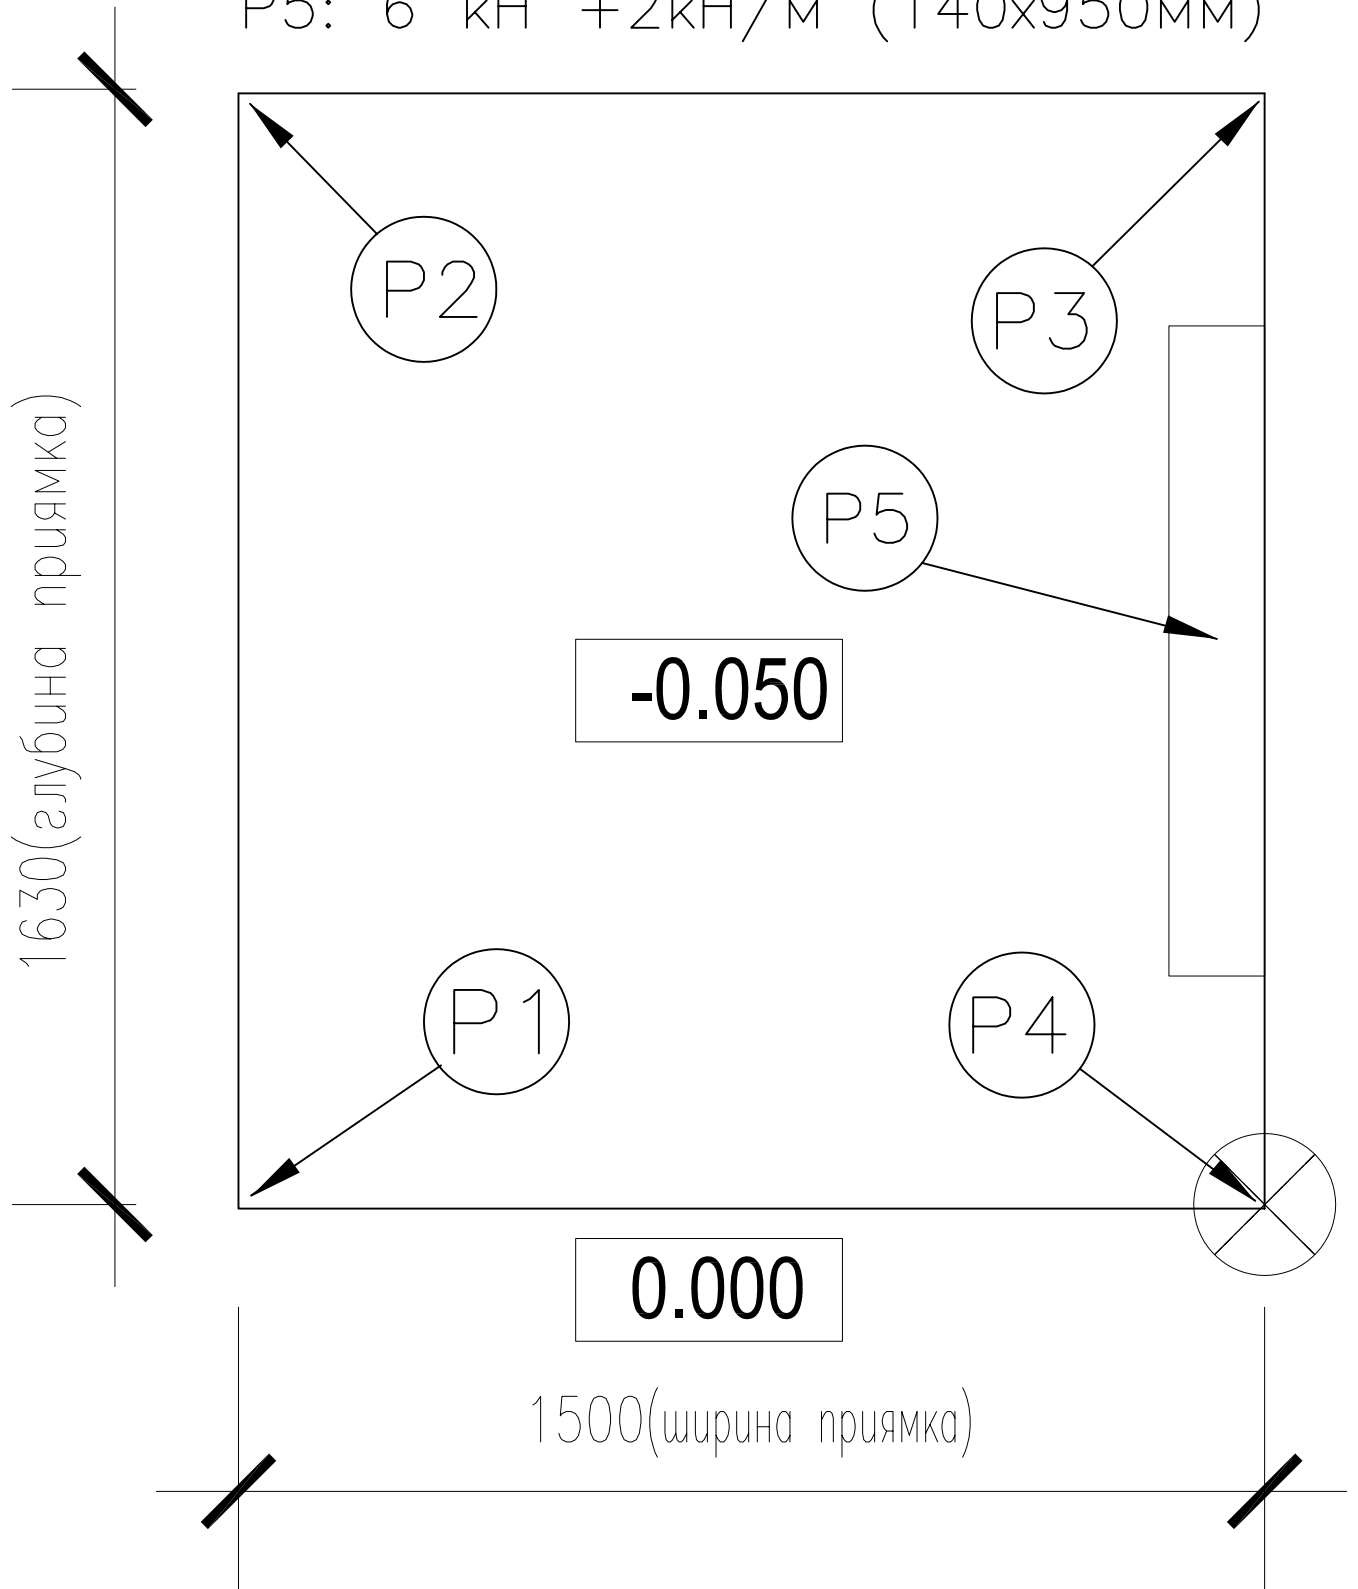 P5: 6 кН +2кН/м (140x950мм)
P2
P3
P5
1630(глубина приямка)
-0.050
P1
P4
0.000
1500(ширина приямка)